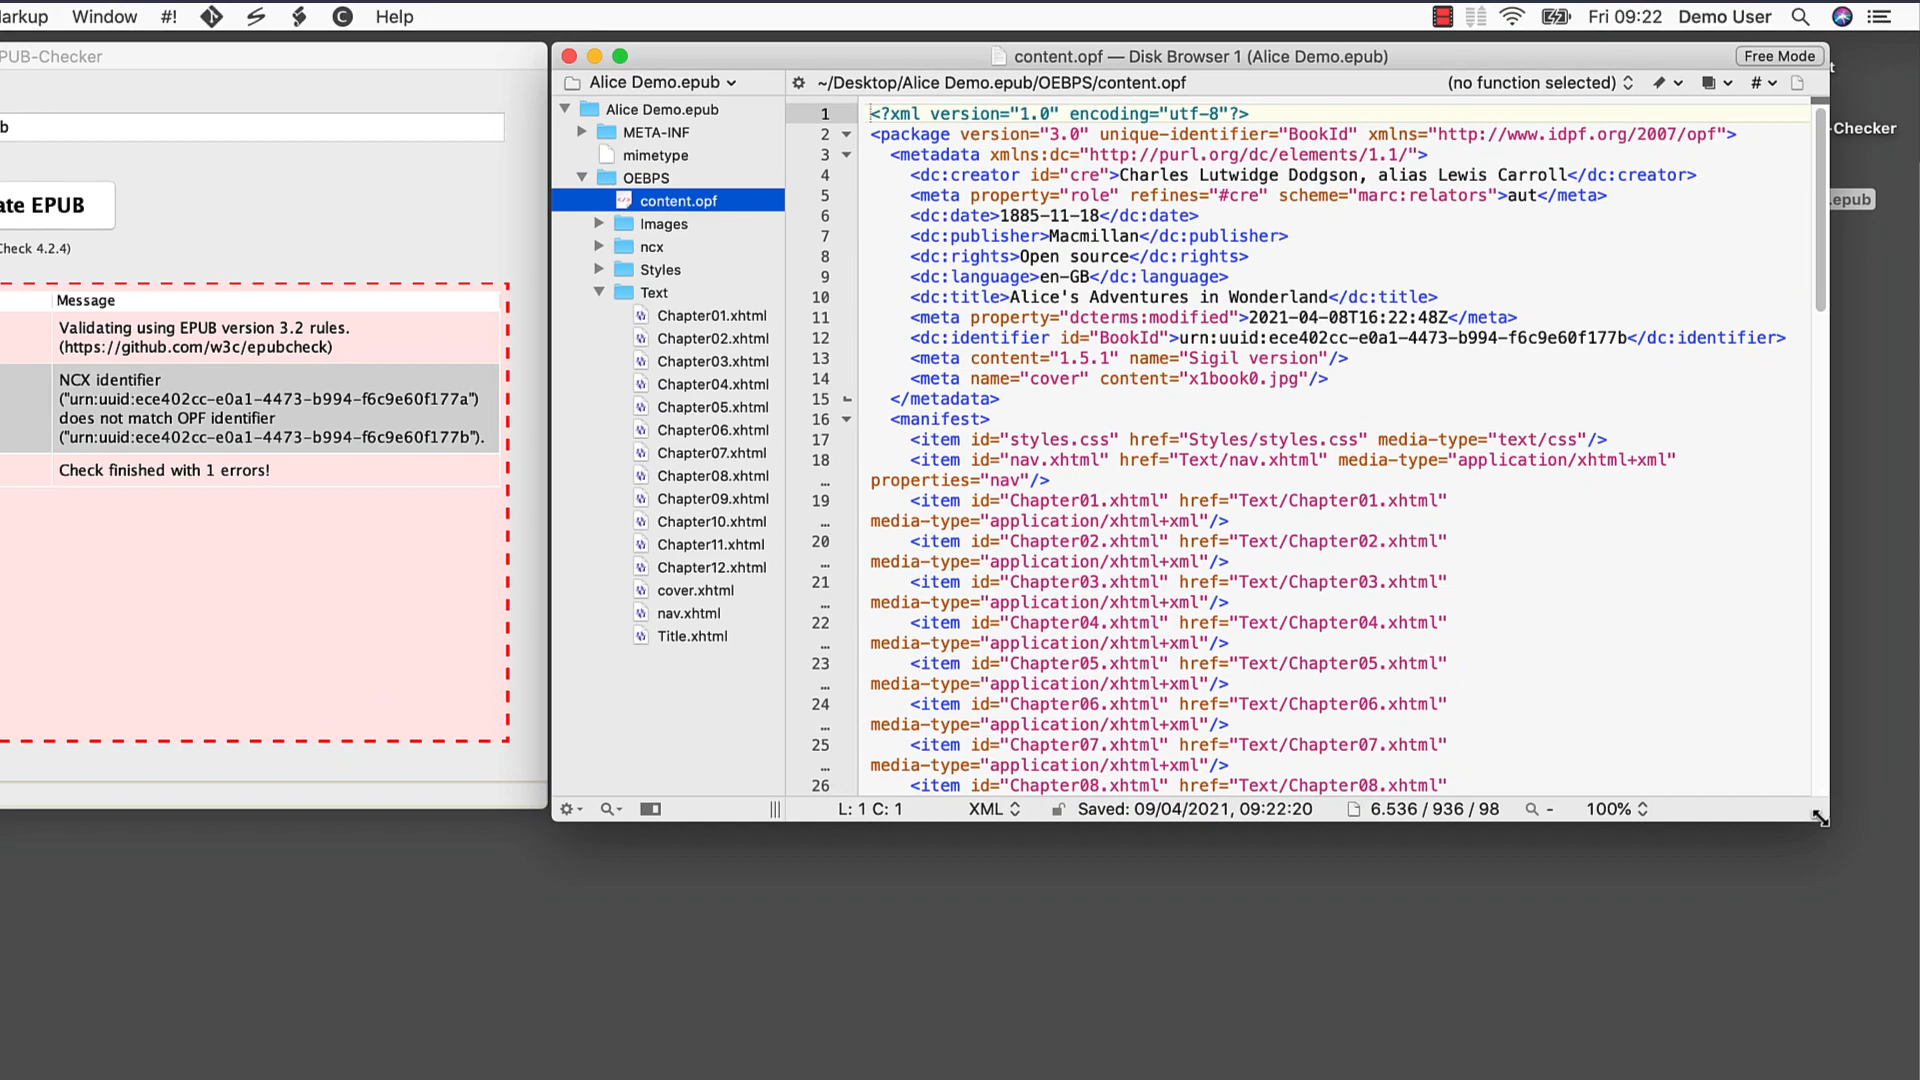 larkup Window #! Help Fri 09:22 Demo User
PUB-Checker
b
ate EPUB
Check 4.2.4)
Message
Validating using EPUB version 3.2 rules.
(https://github.com/w3c/epubcheck)
NCX identifier
("urn:uuid:ece402cc-e0a1-4473-b994-f6c9e60f177a")
does not match OPF identifier
("urn:uuid:ece402cc-e0a1-4473-b994-f6c9e60f177b").
Check finished with 1 errors!
content.opf — Disk Browser 1 (Alice Demo.epub) Free Mode
Alice Demo.epub ~/Desktop/Alice Demo.epub/OEBPS/content.opf (no function selected) #
Alice Demo.epub
META-INF
mimetype
OEBPS
content.opf
Images
ncx
Styles
Text
Chapter01.xhtml
Chapter02.xhtml
Chapter03.xhtml
Chapter04.xhtml
Chapter05.xhtml
Chapter06.xhtml
Chapter07.xhtml
Chapter08.xhtml
Chapter09.xhtml
Chapter10.xhtml
Chapter11.xhtml
Chapter12.xhtml
cover.xhtml
nav.xhtml
Title.xhtml
1 <?xml version="1.0" encoding="utf-8"?>
2 <package version="3.0" unique-identifier="BookId" xmlns="http://www.idpf.org/2007/opf">
3 <metadata xmlns:dc="http://purl.org/dc/elements/1.1/">
4 <dc:creator id="cre">Charles Lutwidge Dodgson, alias Lewis Carroll</dc:creator>
5 <meta property="role" refines="#cre" scheme="marc:relators">aut</meta>
6 <dc:date>1885-11-18</dc:date>
7 <dc:publisher>Macmillan</dc:publisher>
8 <dc:rights>Open source</dc:rights>
9 <dc:language>en-GB</dc:language>
10 <dc:title>Alice's Adventures in Wonderland</dc:title>
11 <meta property="dcterms:modified">2021-04-08T16:22:48Z</meta>
12 <dc:identifier id="BookId">urn:uuid:ece402cc-e0a1-4473-b994-f6c9e60f177b</dc:identifier>
13 <meta content="1.5.1" name="Sigil version"/>
14 <meta name="cover" content="x1book0.jpg"/>
15 </metadata>
16 <manifest>
17 <item id="styles.css" href="Styles/styles.css" media-type="text/css"/>
18 <item id="nav.xhtml" href="Text/nav.xhtml" media-type="application/xhtml+xml"
… properties="nav"/>
19 <item id="Chapter01.xhtml" href="Text/Chapter01.xhtml"
… media-type="application/xhtml+xml"/>
20 <item id="Chapter02.xhtml" href="Text/Chapter02.xhtml"
… media-type="application/xhtml+xml"/>
21 <item id="Chapter03.xhtml" href="Text/Chapter03.xhtml"
… media-type="application/xhtml+xml"/>
22 <item id="Chapter04.xhtml" href="Text/Chapter04.xhtml"
… media-type="application/xhtml+xml"/>
23 <item id="Chapter05.xhtml" href="Text/Chapter05.xhtml"
… media-type="application/xhtml+xml"/>
24 <item id="Chapter06.xhtml" href="Text/Chapter06.xhtml"
… media-type="application/xhtml+xml"/>
25 <item id="Chapter07.xhtml" href="Text/Chapter07.xhtml"
… media-type="application/xhtml+xml"/>
26 <item id="Chapter08.xhtml" href="Text/Chapter08.xhtml"
L: 1 C: 1 XML Saved: 09/04/2021, 09:22:20 6.536 / 936 / 98 - 100%
t
-Checker
.epub